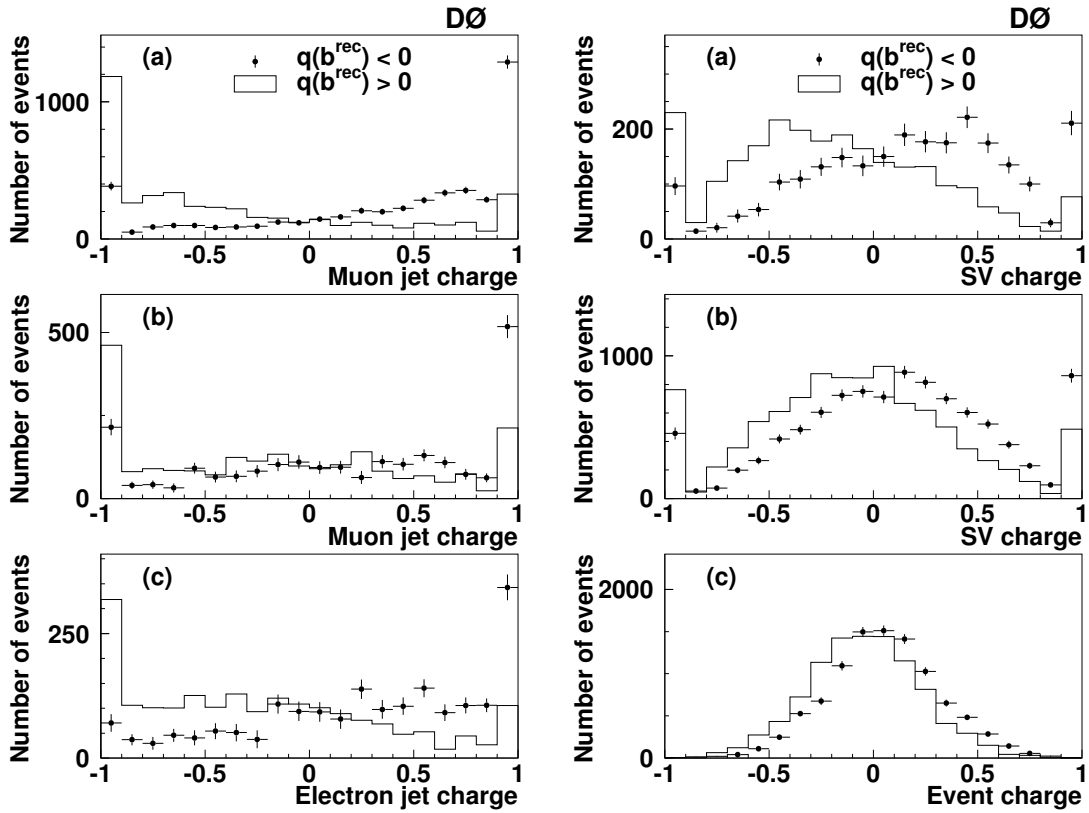 DØ
Number of events
(a)
q(b^rec) < 0
q(b^rec) > 0
1000
0
-1 -0.5 0 0.5 1
Muon jet charge
Number of events
(b)
500
0
-1 -0.5 0 0.5 1
Muon jet charge
Number of events
(c)
250
0
-1 -0.5 0 0.5 1
Electron jet charge
DØ
Number of events
(a)
q(b^rec) < 0
q(b^rec) > 0
200
0
-1 -0.5 0 0.5 1
SV charge
Number of events
(b)
1000
0
-1 -0.5 0 0.5 1
SV charge
Number of events
(c)
2000
0
-1 -0.5 0 0.5 1
Event charge